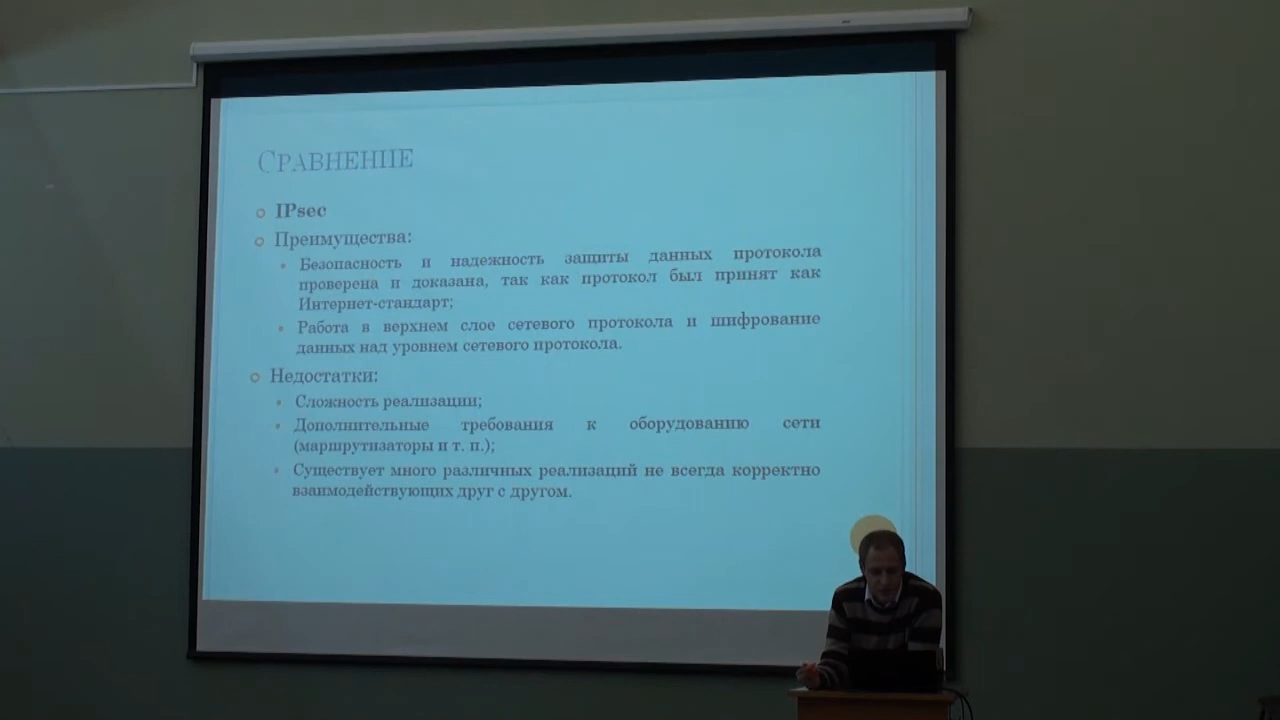 Сравнение
IPsec
Преимущества:
Безопасность и надежность защиты данных протокола
проверена и доказана, так как протокол был принят как
Интернет-стандарт;
Работа в верхнем слое сетевого протокола и шифрование
данных над уровнем сетевого протокола.
Недостатки:
Сложность реализации;
Дополнительные требования к оборудованию сети
(маршрутизаторы и т. п.);
Существует много различных реализаций не всегда корректно
взаимодействующих друг с другом.